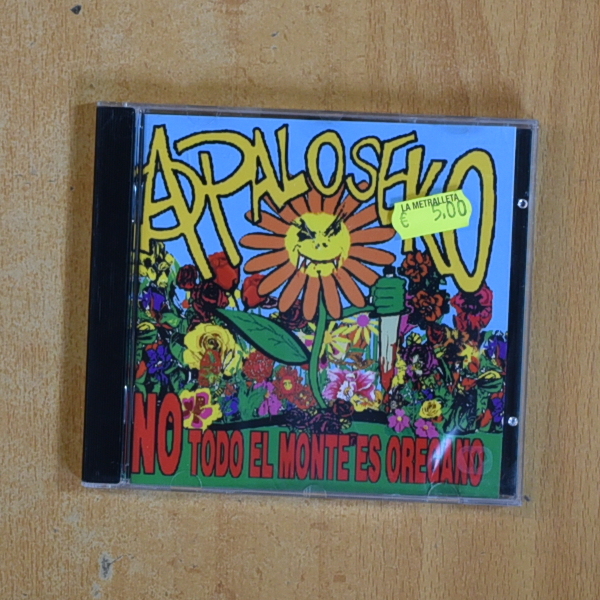 APALOSEKO
LA METRALLETA
€ 5,00
NO TODO EL MONTE ES OREGANO